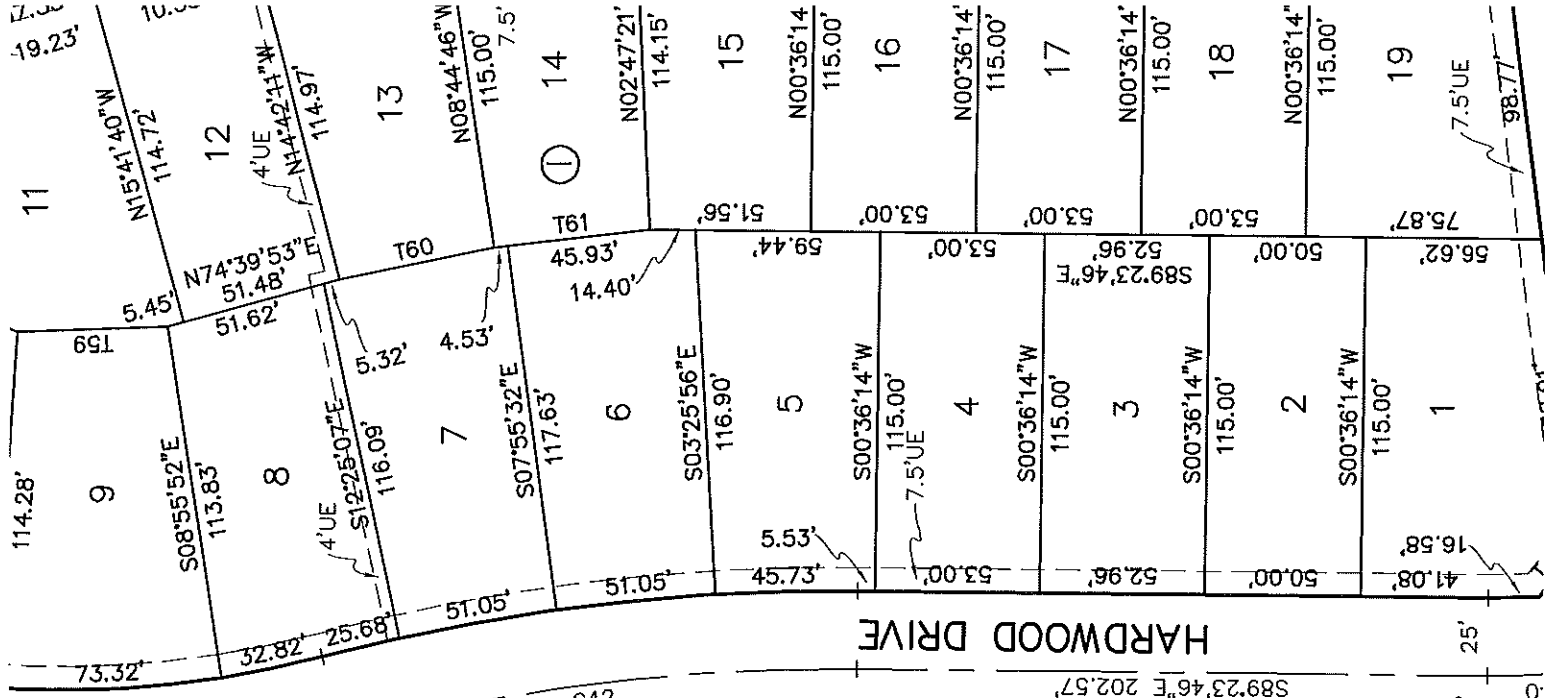 19.23'
11
N15°41'40"W
114.72'
12
4'UE
N14°42'11"W
114.97'
13
N08°44'46"W
115.00'
7.5'
14
1
N02°47'21"
114.15'
15
N00°36'14"
115.00'
16
N00°36'14"
115.00'
17
N00°36'14"
115.00'
18
N00°36'14"
115.00'
19
7.5'UE
98.77'
5.45'
N74°39'53"E
51.48'
T60
T61
51.56'
53.00'
53.00'
53.00'
75.87'
T59
51.62'
5.32'
4.53'
45.93'
14.40'
59.44'
53.00'
52.96'
S89°23'46"E
50.00'
56.62'
114.28'
9
S08°55'52"E
113.83'
8
4'UE
S12°25'07"E
116.09'
7
S07°55'32"E
117.63'
6
S03°25'56"E
116.90'
5
S00°36'14"W
115.00'
4
7.5'UE
S00°36'14"W
115.00'
3
S00°36'14"W
115.00'
2
S00°36'14"W
115.00'
1
73.32'
32.82'
25.68'
51.05'
51.05'
45.73'
5.53'
53.00'
52.96'
50.00'
41.08'
16.58'
HARDWOOD DRIVE
25'
S89°23'46"E 202.57'